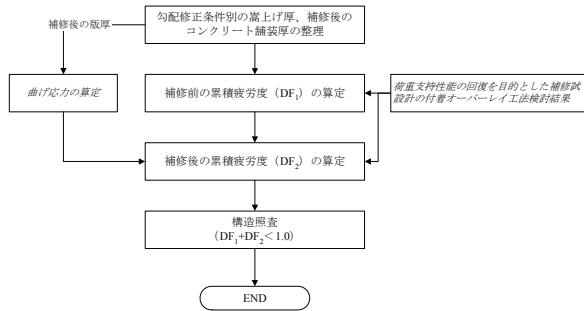 補修後の版厚
勾配修正条件別の嵩上げ厚、補修後の
コンクリート舗装厚の整理
曲げ応力の算定
補修前の累積疲労度（DF1）の算定
荷重支持性能の回復を目的とした補修試
設計の付着オーバーレイ工法検討結果
補修後の累積疲労度（DF2）の算定
構造照査
（DF1+DF2＜1.0）
END